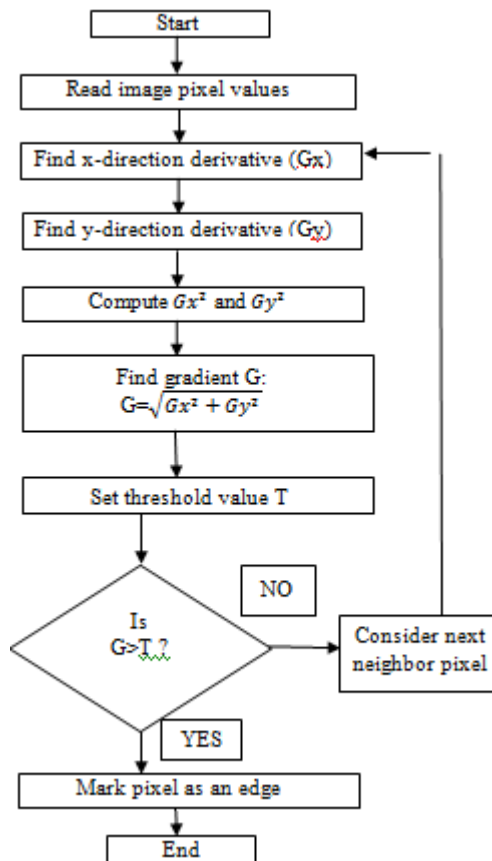 Start
Read image pixel values
Find x-direction derivative (Gx)
Find y-direction derivative (Gy)
Compute Gx² and Gy²
Find gradient G:
G=√Gx² + Gy²
Set threshold value T
Is
G>T ?
NO
Consider next
neighbor pixel
YES
Mark pixel as an edge
End